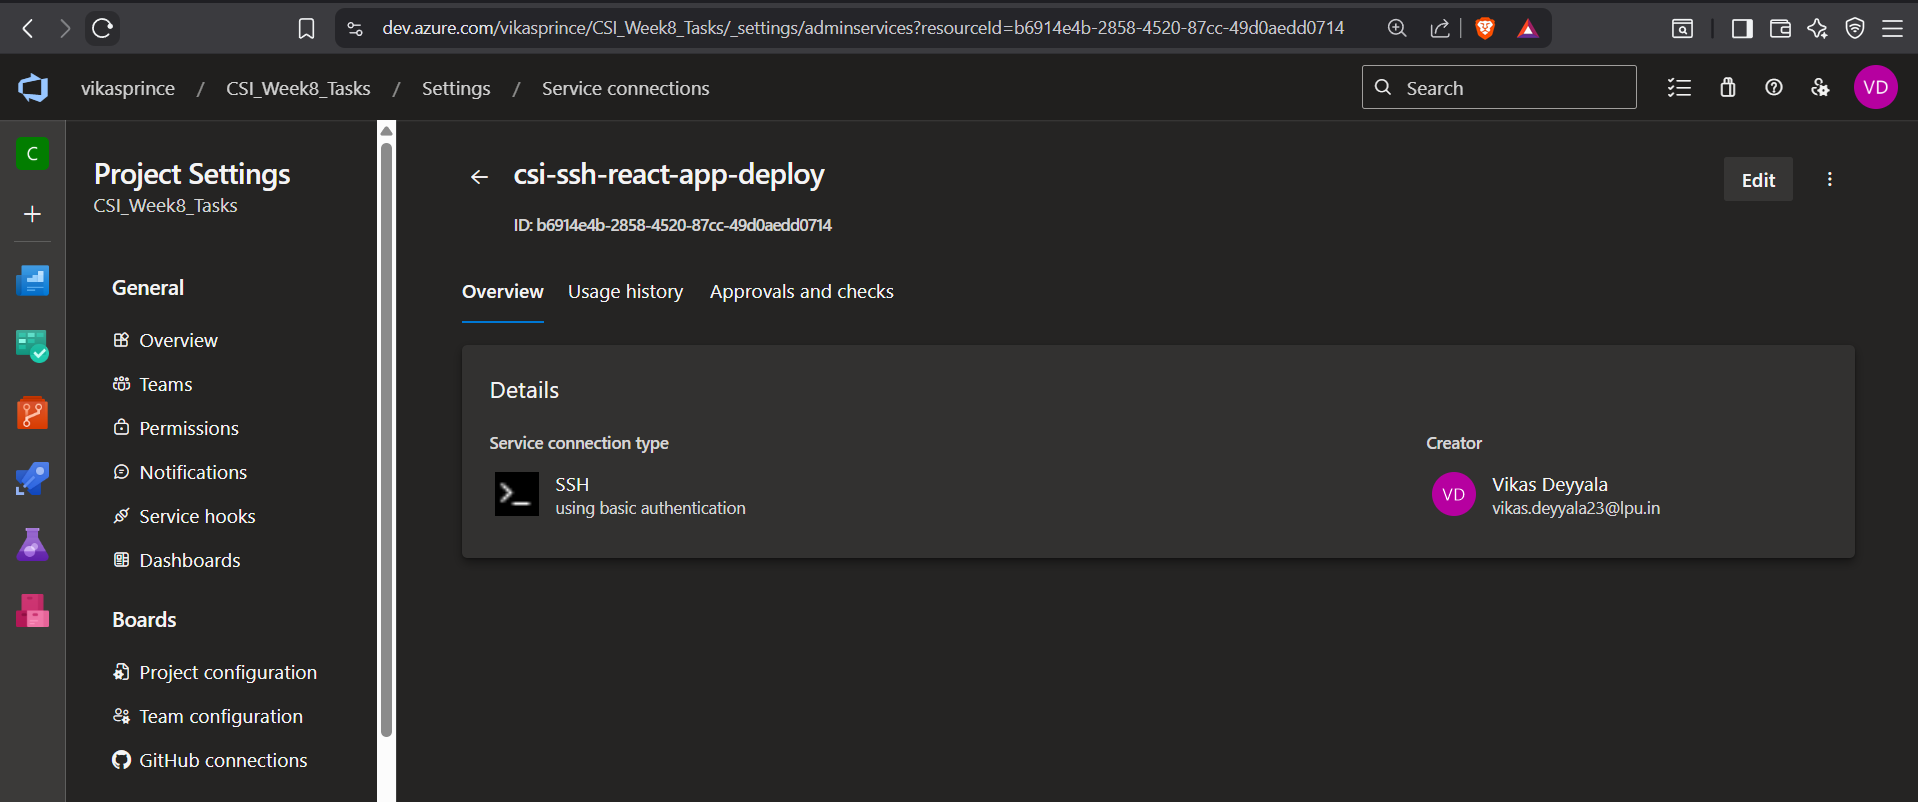 dev.azure.com/vikasprince/CSI_Week8_Tasks/_settings/adminservices?resourceId=b6914e4b-2858-4520-87cc-49d0aedd0714
vikasprince / CSI_Week8_Tasks / Settings / Service connections
Search
VD
C
Project Settings
CSI_Week8_Tasks
General
Overview
Teams
Permissions
Notifications
Service hooks
Dashboards
Boards
Project configuration
Team configuration
GitHub connections
csi-ssh-react-app-deploy
Edit
ID: b6914e4b-2858-4520-87cc-49d0aedd0714
Overview Usage history Approvals and checks
Details
Service connection type
SSH
using basic authentication
Creator
VD
Vikas Deyyala
vikas.deyyala23@lpu.in